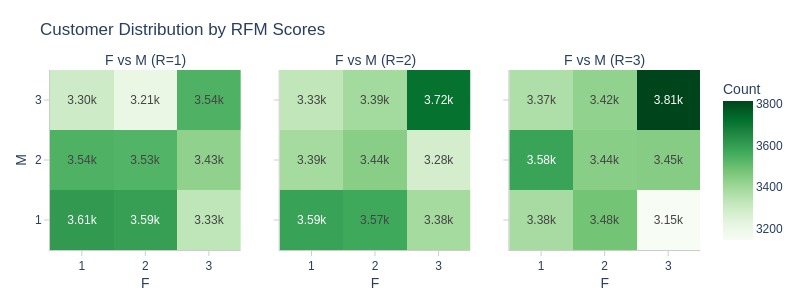 Customer Distribution by RFM Scores
F vs M (R=1) F vs M (R=2) F vs M (R=3)
Count
3 3.30k 3.21k 3.54k 3.33k 3.39k 3.72k 3.37k 3.42k 3.81k 3800
3600
M 2 3.54k 3.53k 3.43k 3.39k 3.44k 3.28k 3.58k 3.44k 3.45k
3400
1 3.61k 3.59k 3.33k 3.59k 3.57k 3.38k 3.38k 3.48k 3.15k 3200
1 2 3 1 2 3 1 2 3
F F F